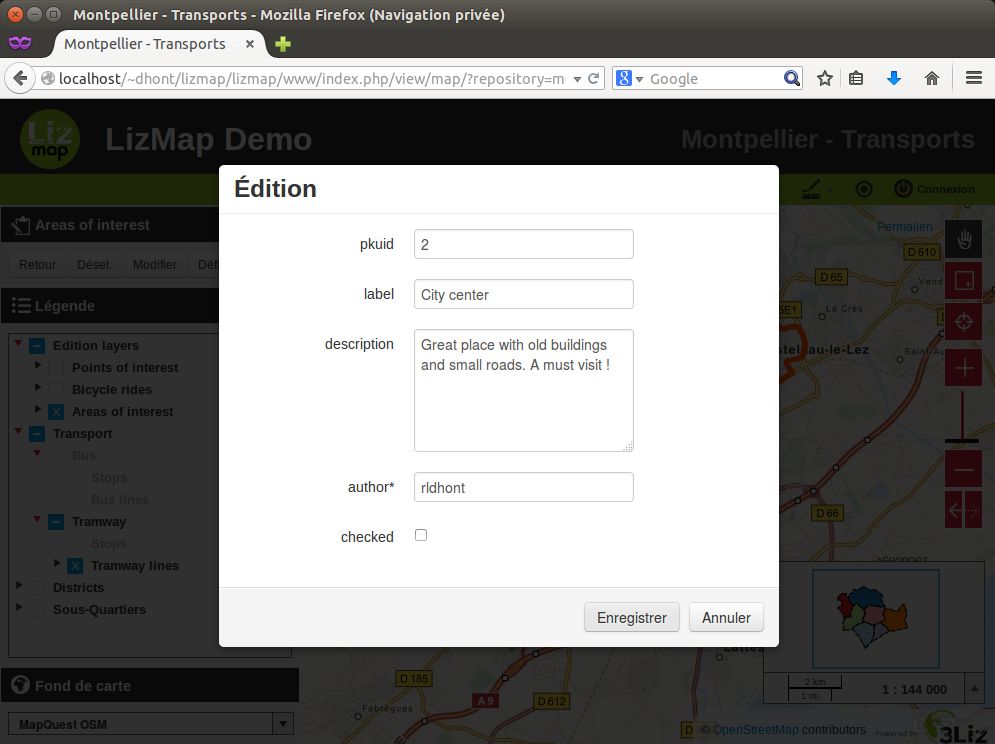 Montpellier - Transports - Mozilla Firefox (Navigation privée)
Montpellier - Transports
localhost/~dhont/lizmap/lizmap/www/index.php/view/map/?repository=m
Google
Liz
map
LizMap Demo
Montpellier - Transports
Connexion
Areas of interest
Retour
Désel.
Modifier
Légende
Edition layers
Points of interest
Bicycle rides
Areas of interest
Transport
Bus
Stops
Bus lines
Tramway
Stops
Tramway lines
Districts
Sous-Quartiers
Fond de carte
MapQuest OSM
Édition
pkuid
2
label
City center
description
Great place with old buildings
and small roads. A must visit !
author*
rldhont
checked
Enregistrer
Annuler
Permalien
D 610
D 65
Le Crès
D 66
D 185
A 9
D 612
Fabrègues
2 km
1 mi
1 : 144 000
© OpenStreetMap contributors
Powered by
3Liz